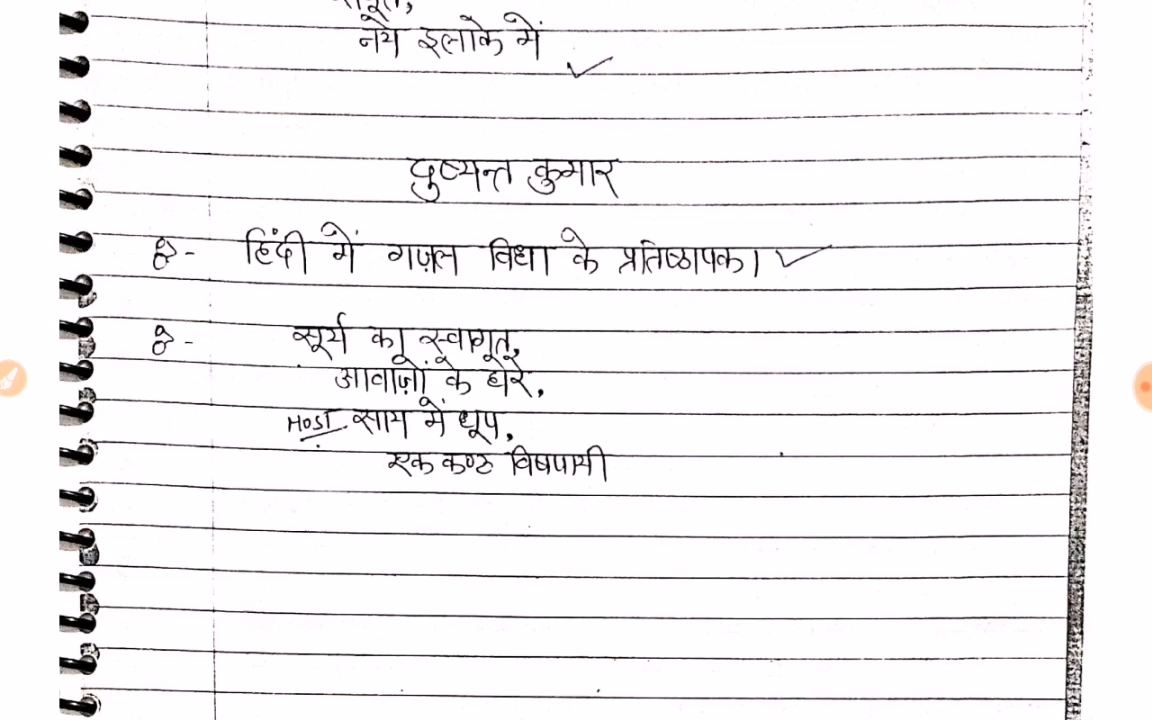 नये इलाके में
दुष्यन्त कुमार
हिंदी में गज़ल विधा के प्रतिष्ठापक।
सूर्य का स्वागत,
आवाज़ों के घेरे,
MOST साय में धूप,
एक कण्ठ विषपायी